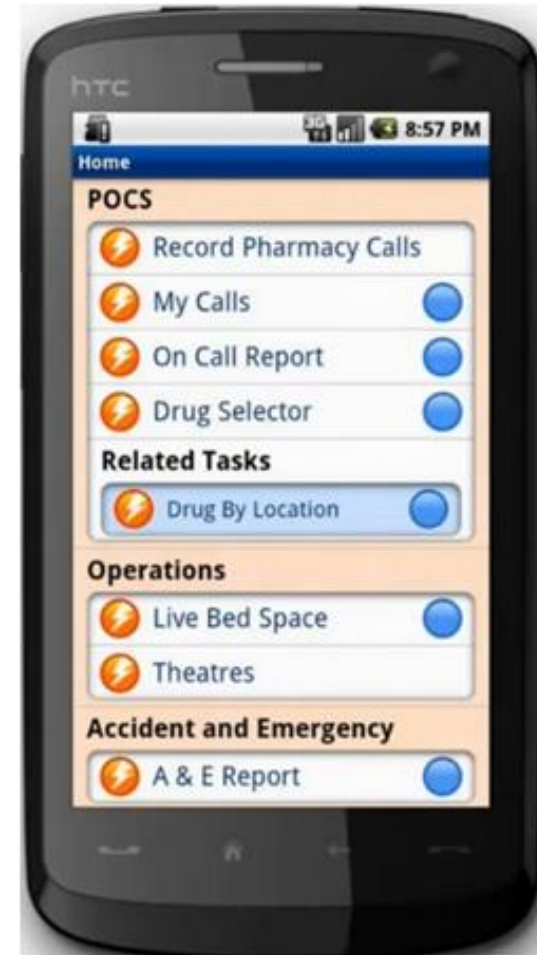 hTC
3G
8:57 PM
Home
POCS
Record Pharmacy Calls
My Calls
On Call Report
Drug Selector
Related Tasks
Drug By Location
Operations
Live Bed Space
Theatres
Accident and Emergency
A & E Report